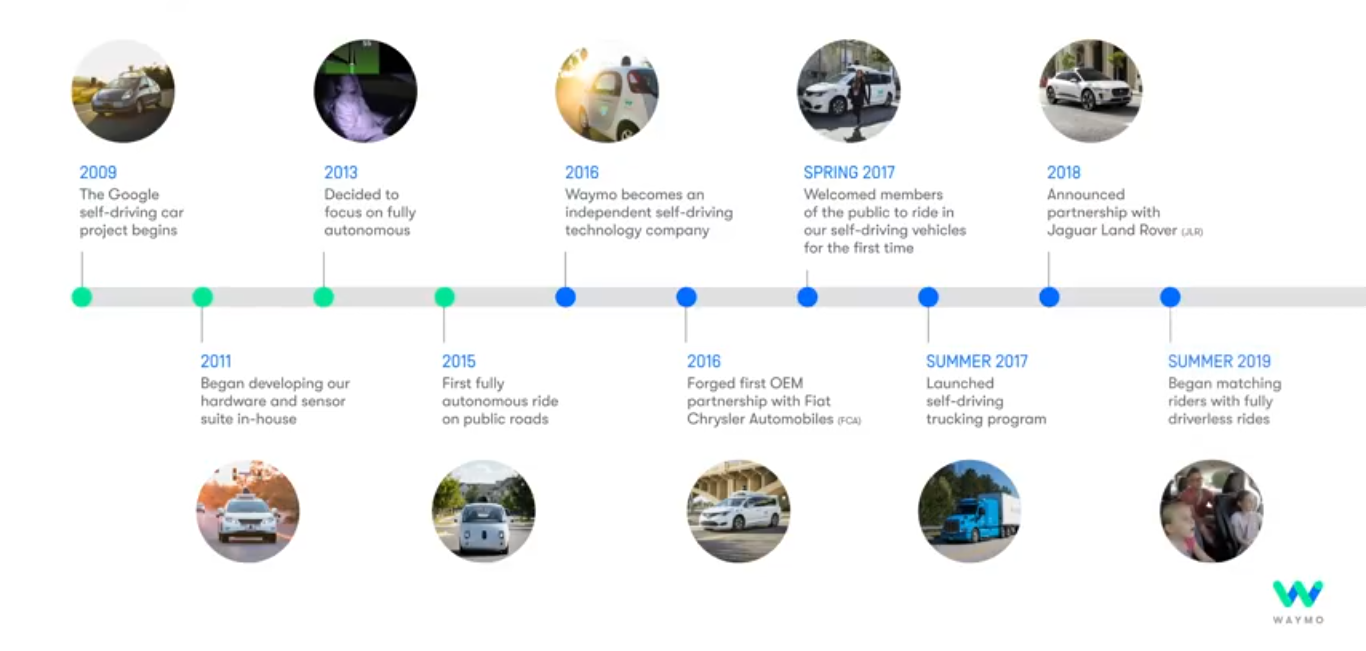 2009
The Google
self-driving car
project begins
2013
Decided to
focus on fully
autonomous
2016
Waymo becomes an
independent self-driving
technology company
SPRING 2017
Welcomed members
of the public to ride in
our self-driving vehicles
for the first time
2018
Announced
partnership with
Jaguar Land Rover (JLR)
2011
Began developing our
hardware and sensor
suite in-house
2015
First fully
autonomous ride
on public roads
2016
Forged first OEM
partnership with Fiat
Chrysler Automobiles (FCA)
SUMMER 2017
Launched
self-driving
trucking program
SUMMER 2019
Began matching
riders with fully
driverless rides
WAYMO